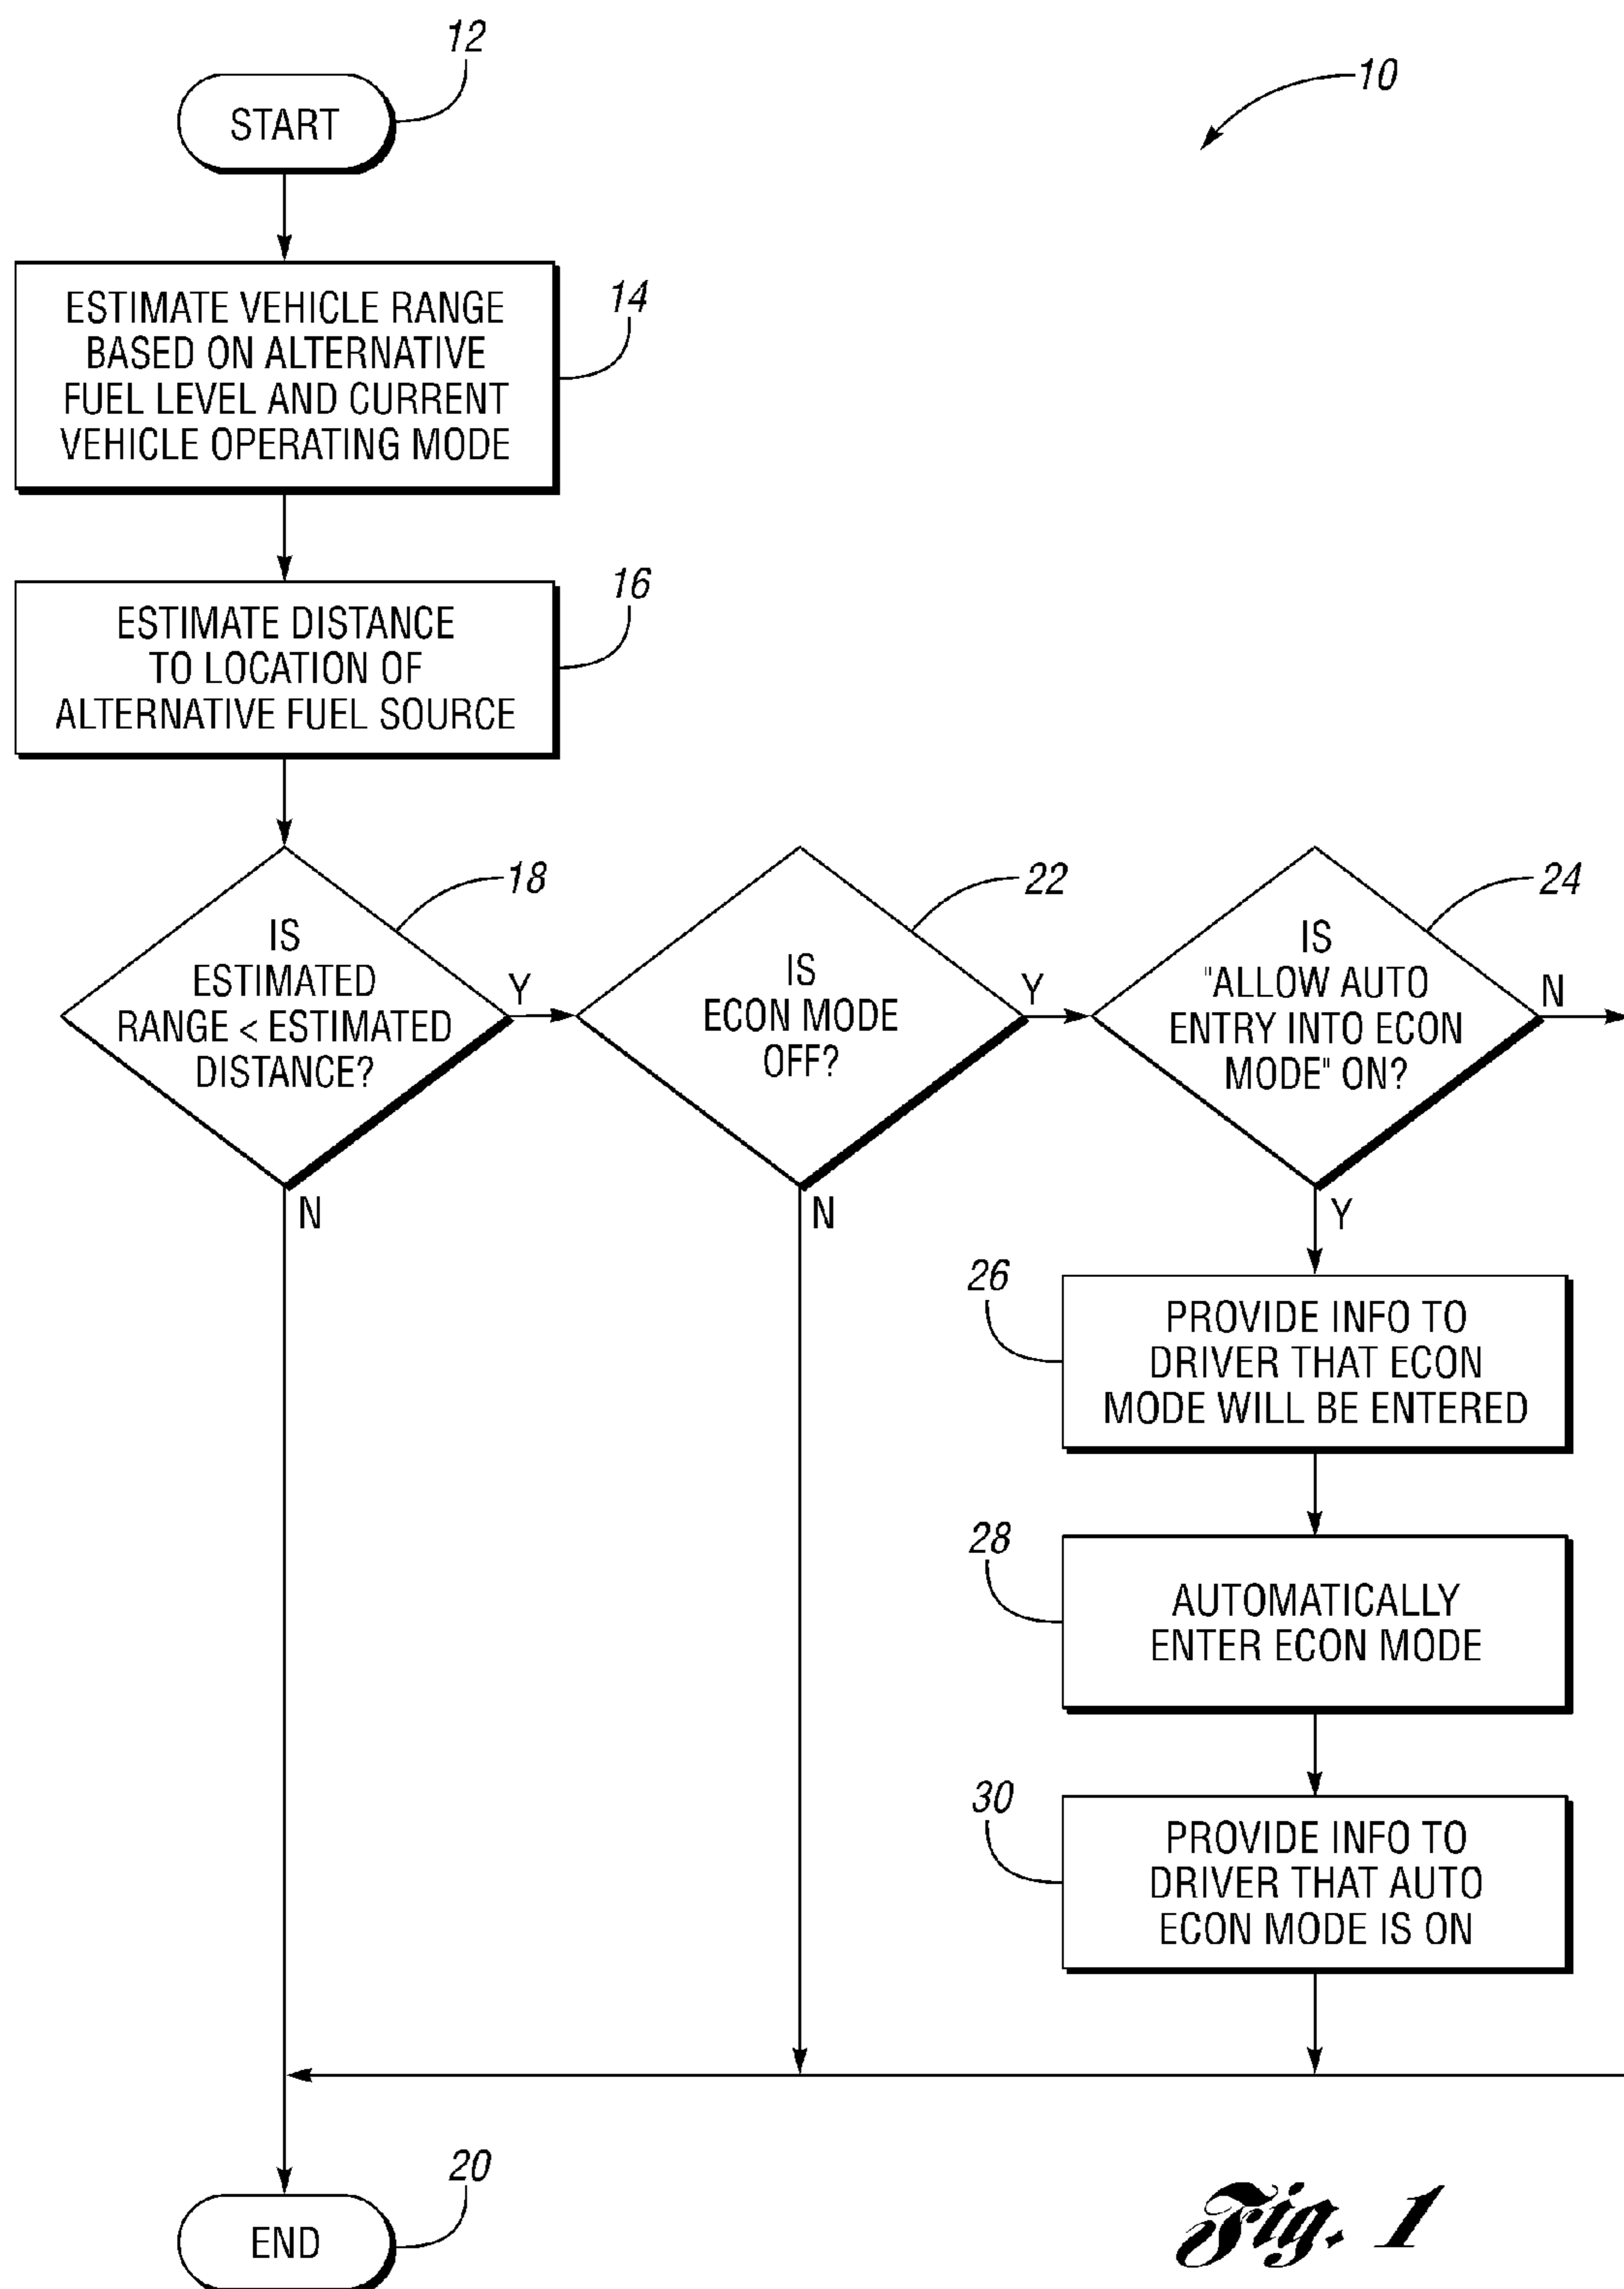 12
10
START
14
ESTIMATE VEHICLE RANGE
BASED ON ALTERNATIVE
FUEL LEVEL AND CURRENT
VEHICLE OPERATING MODE
16
ESTIMATE DISTANCE
TO LOCATION OF
ALTERNATIVE FUEL SOURCE
18
IS
ESTIMATED
RANGE < ESTIMATED
DISTANCE?
Y
N
22
IS
ECON MODE
OFF?
Y
N
24
IS
"ALLOW AUTO
ENTRY INTO ECON
MODE" ON?
N
Y
26
PROVIDE INFO TO
DRIVER THAT ECON
MODE WILL BE ENTERED
28
AUTOMATICALLY
ENTER ECON MODE
30
PROVIDE INFO TO
DRIVER THAT AUTO
ECON MODE IS ON
20
END
Fig. 1